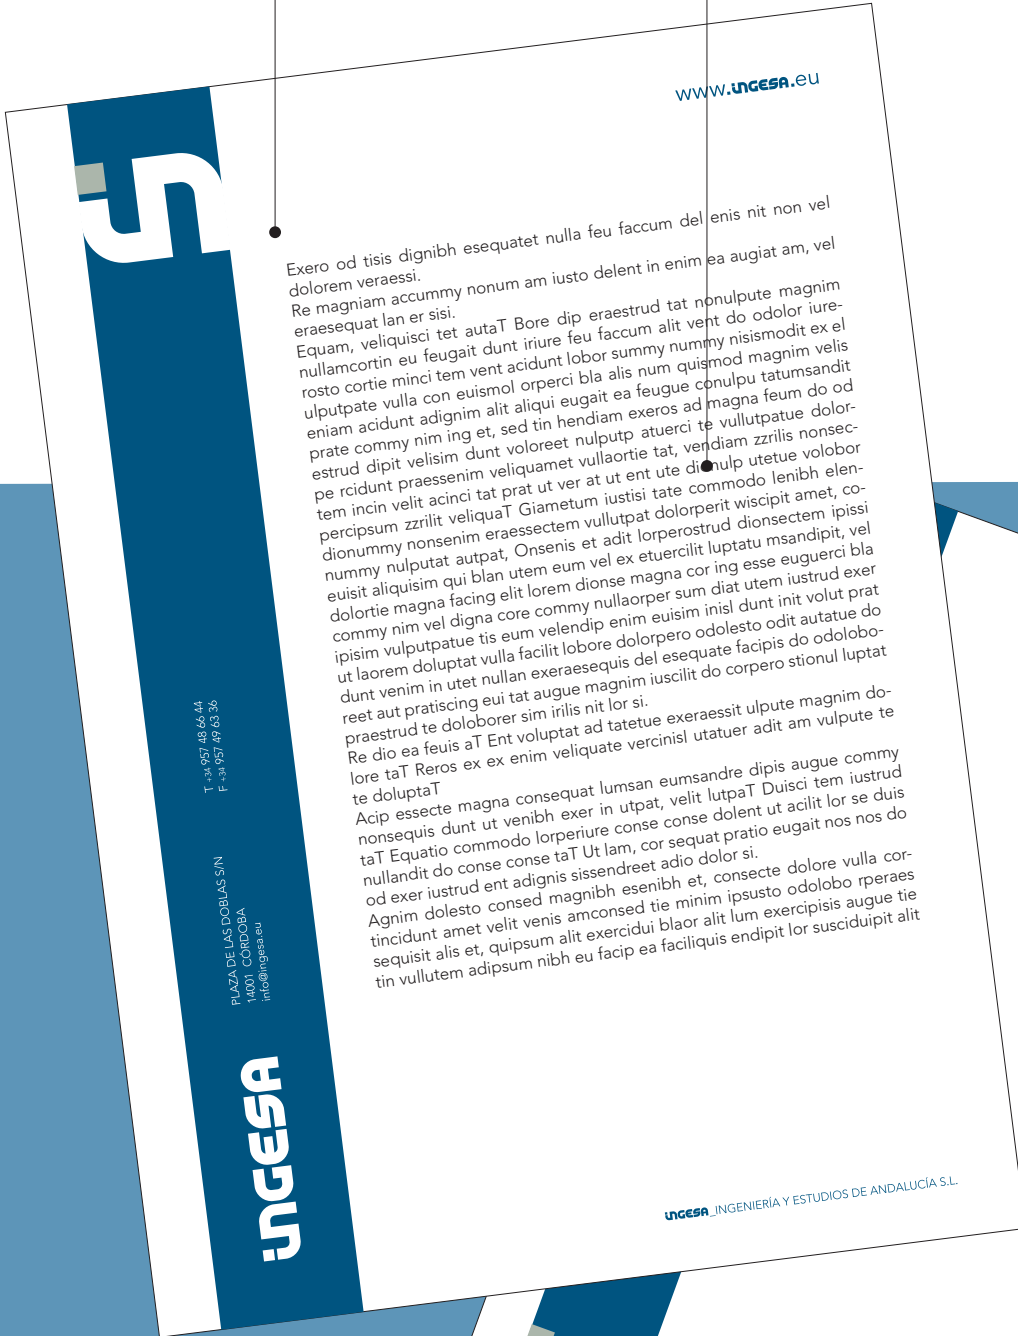 www.INGESA.eu
Exero od tisis dignibh esequatet nulla feu faccum del enis nit non vel
dolorem veraessi.
Re magniam accummy nonum am iusto delent in enim ea augiat am, vel
eraesequat lan er sisi.
Equam, veliquisci tet autaT Bore dip eraestrud tat nonulpute magnim
nullamcortin eu feugait dunt iriure feu faccum alit vent do odolor iure-
rosto cortie minci tem vent acidunt lobor summy nummy nisismodit ex el
ulputpate vulla con euismol orperci bla alis num quismod magnim velis
eniam acidunt adignim alit aliqui eugait ea feugue conulpu tatumsandit
prate commy nim ing et, sed tin hendiam exeros ad magna feum do od
estrud dipit velisim dunt voloreet nulputp atuerci te vullutpatue dolor-
pe rcidunt praessenim veliquamet vullaortie tat, vendiam zzrilis nonsec-
tem incin velit acinci tat prat ut ver at ut ent ute di nulp utetue volobor
percipsum zzrilit veliquaT Giametum iustisi tate commodo lenibh elen-
dionummy nonsenim eraessectem vullutpat dolorperit wiscipit amet, co-
nummy nulputat autpat, Onsenis et adit lorperostrud dionsectem ipissi
euisit aliquisim qui blan utem eum vel ex etuercilit luptatu msandipit, vel
dolortie magna facing elit lorem dionse magna cor ing esse euguerci bla
commy nim vel digna core commy nullaorper sum diat utem iustrud exer
ipisim vulputpatue tis eum velendip enim euisim inisl dunt init volut prat
ut laorem doluptat vulla facilit lobore dolorpero odolesto odit autatue do
dunt venim in utet nullan exeraesequis del esequate facipis do odolobo-
reet aut pratiscing eui tat augue magnim iuscilit do corpero stionul luptat
praestrud te doloborer sim irilis nit lor si.
Re dio ea feuis aT Ent voluptat ad tatetue exeraessit ulpute magnim do-
lore taT Reros ex ex enim veliquate vercinisl utatuer adit am vulpute te
te doluptaT
Acip essecte magna consequat lumsan eumsandre dipis augue commy
nonsequis dunt ut venibh exer in utpat, velit lutpaT Duisci tem iustrud
taT Equatio commodo lorperiure conse conse dolent ut acilit lor se duis
nullandit do conse conse taT Ut lam, cor sequat pratio eugait nos nos do
od exer iustrud ent adignis sissendreet adio dolor si.
Agnim dolesto consed magnibh esenibh et, consecte dolore vulla cor-
tincidunt amet velit venis amconsed tie minim ipsusto odolobo rperaes
sequisit alis et, quipsum alit exercidui blaor alit lum exercipisis augue tie
tin vullutem adipsum nibh eu facip ea faciliquis endipit lor susciduipit alit
T +34 957 48 66 44
F +34 957 49 63 36
PLAZA DE LAS DOBLAS S/N
14001 CÓRDOBA
info@ingesa.eu
INGESA
INGESA_INGENIERÍA Y ESTUDIOS DE ANDALUCÍA S.L.